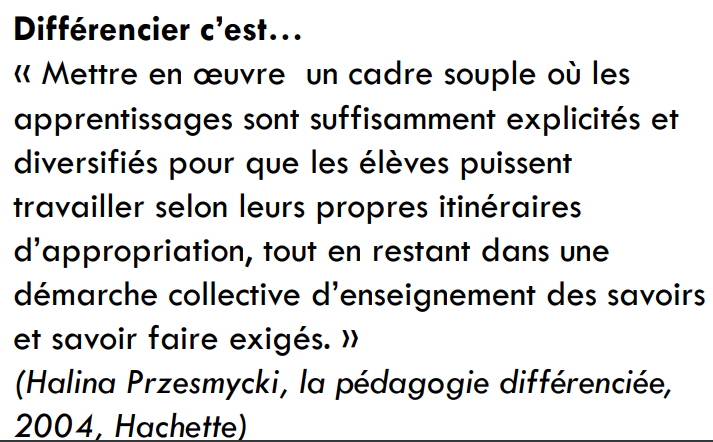 Différencier c’est…
« Mettre en œuvre un cadre souple où les
apprentissages sont suffisamment explicités et
diversifiés pour que les élèves puissent
travailler selon leurs propres itinéraires
d’appropriation, tout en restant dans une
démarche collective d’enseignement des savoirs
et savoir faire exigés. »
(Halina Przesmycki, la pédagogie différenciée,
2004, Hachette)